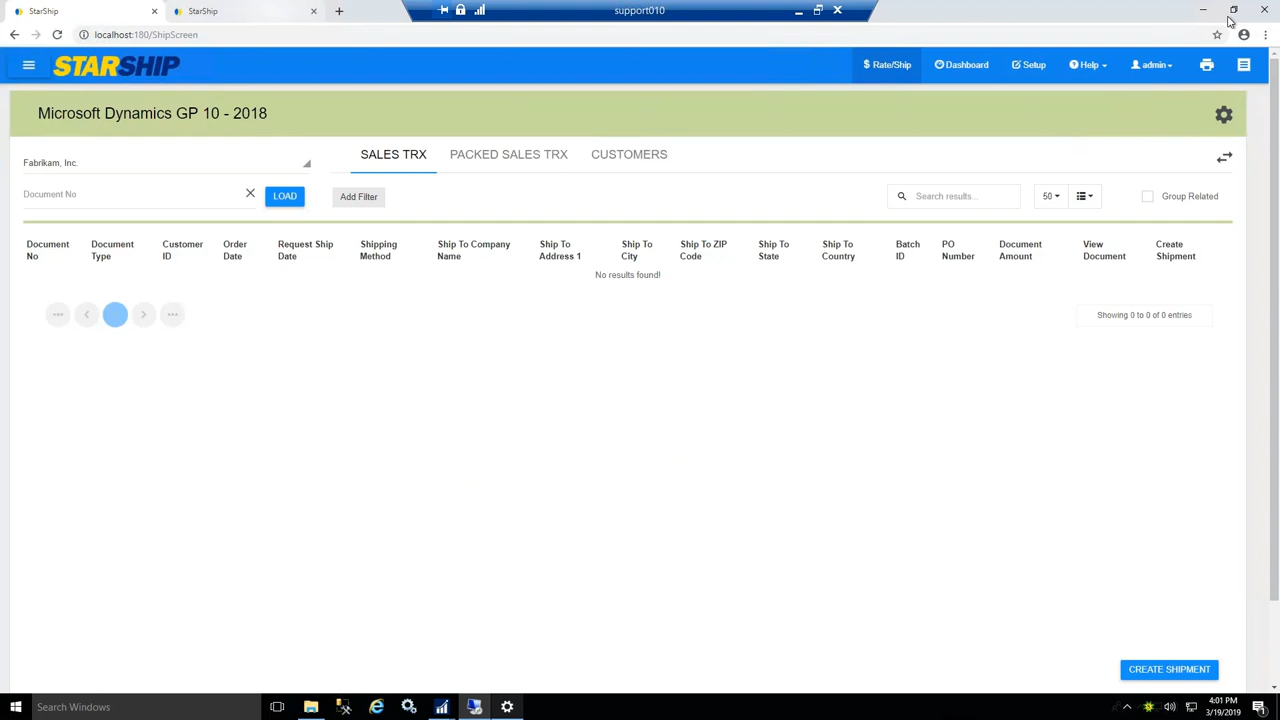 StarShip
StarShip
support010
localhost:180/ShipScreen
STARSHIP
$ Rate/Ship
Dashboard
Setup
Help
admin
Microsoft Dynamics GP 10 - 2018
Fabrikam, Inc.
SALES TRX
PACKED SALES TRX
CUSTOMERS
Document No
LOAD
Add Filter
Search results...
50
Group Related
Document No
Document Type
Customer ID
Order Date
Request Ship Date
Shipping Method
Ship To Company Name
Ship To Address 1
Ship To City
Ship To ZIP Code
Ship To State
Ship To Country
Batch ID
PO Number
Document Amount
View Document
Create Shipment
No results found!
Showing 0 to 0 of 0 entries
CREATE SHIPMENT
Search Windows
4:01 PM
3/19/2019